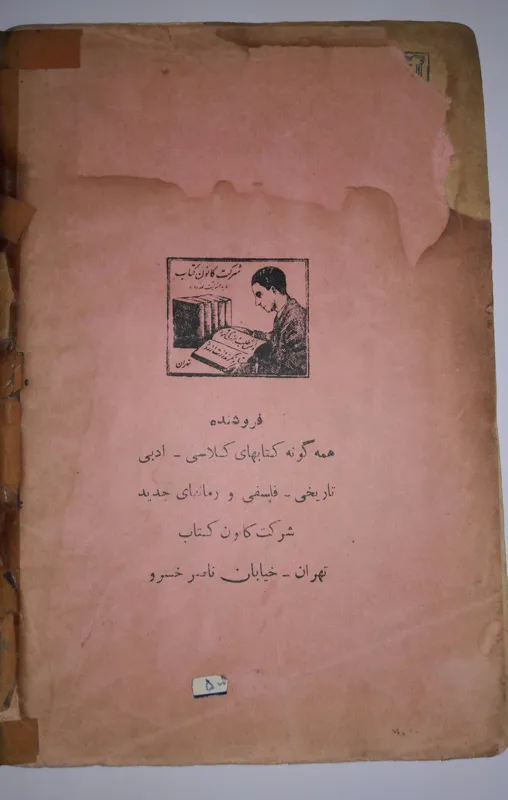 شرکت کانون کتاب
تهران
فروشنده
همه گونه کتابهای کلاسی - ادبی
تاریخی - فلسفی و رمانهای جدید
شرکت کانون کتاب
تهران - خیابان ناصر خسرو
۵